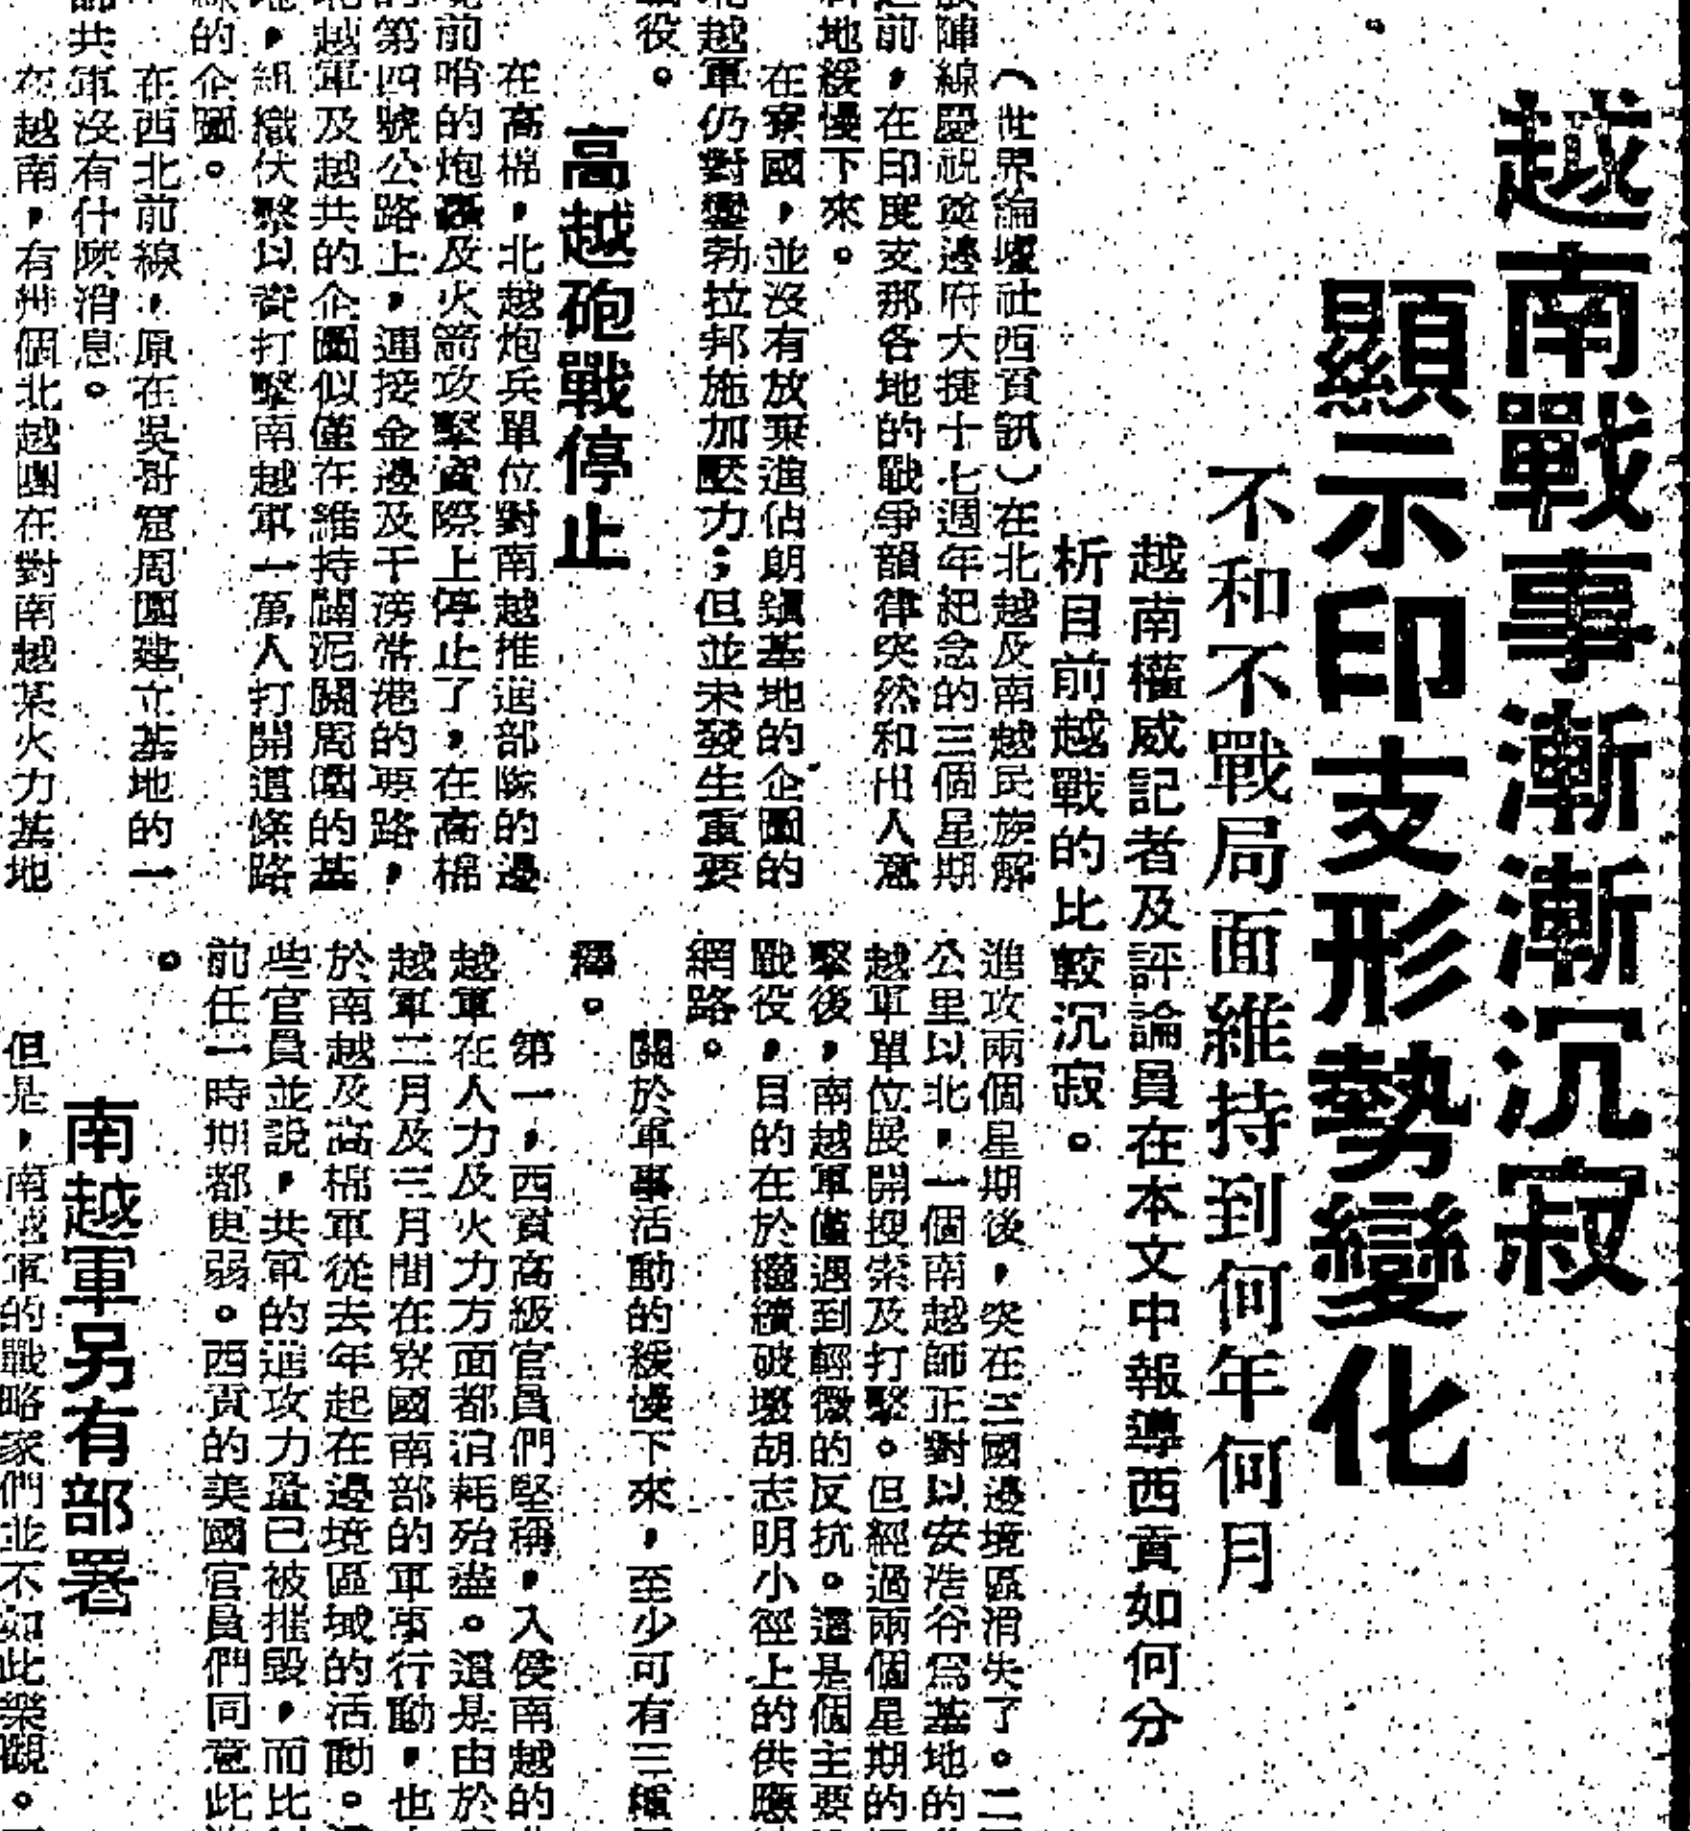 越南戰事漸漸沉寂
顯示印支形勢變化
不和不戰局面維持到何年何月
越南權威記者及評論員在本文中報導西貢如何分
析目前越戰的比較沉寂。
（世界論壇社西貢訊）在北越及南越民族解
放陣線慶祝奠邊府大捷十七週年紀念的三個星期
之前，在印度支那各地的戰爭韻律突然和出人意
料地緩慢下來。
在寮國，並沒有放棄進佔朗鎮基地的企圖的
北越軍仍對鑾勃拉邦施加壓力；但並未發生重要
戰役。
高越砲戰停止
在高棉，北越炮兵單位對南越推進部隊的邊
境前哨的炮轟及火箭攻擊實際上停止了，在高棉
的第四號公路上，連接金邊及干滂常港的要路，
北越軍及越共的企圖似僅在維持關泥關周圍的基
地，組織伏擊以資打擊南越軍一萬人打開這條路
線的企圖。
在西北前線，原在吳哥窟周圍建立基地的一
共軍沒有什麼消息。
在越南，有卅個北越團在對南越某火力基地
進攻兩個星期後，突在三國邊境區消失了。二
公里以北，一個南越師正對以安浩谷爲基地的
越軍單位展開搜索及打擊。但經過兩個星期的
擊後，南越軍僅遇到輕微的反抗。這是個主要
戰役，目的在於繼續破壞胡志明小徑上的供應
網路。
關於軍事活動的緩慢下來，至少可有三種
釋。
第一，西貢高級官員們堅稱，入侵南越的
越軍在人力及火力方面都消耗殆盡。這是由於
越軍二月及三月間在寮國南部的軍事行動，也
於南越及高棉軍從去年起在邊境區域的活動。
些官員並說，共軍的進攻力量已被摧毀，而比
前任一時期都更弱。西貢的美國官員們同意此
。
南越軍另有部署
但是，南越軍的戰略家們並不如此樂觀。